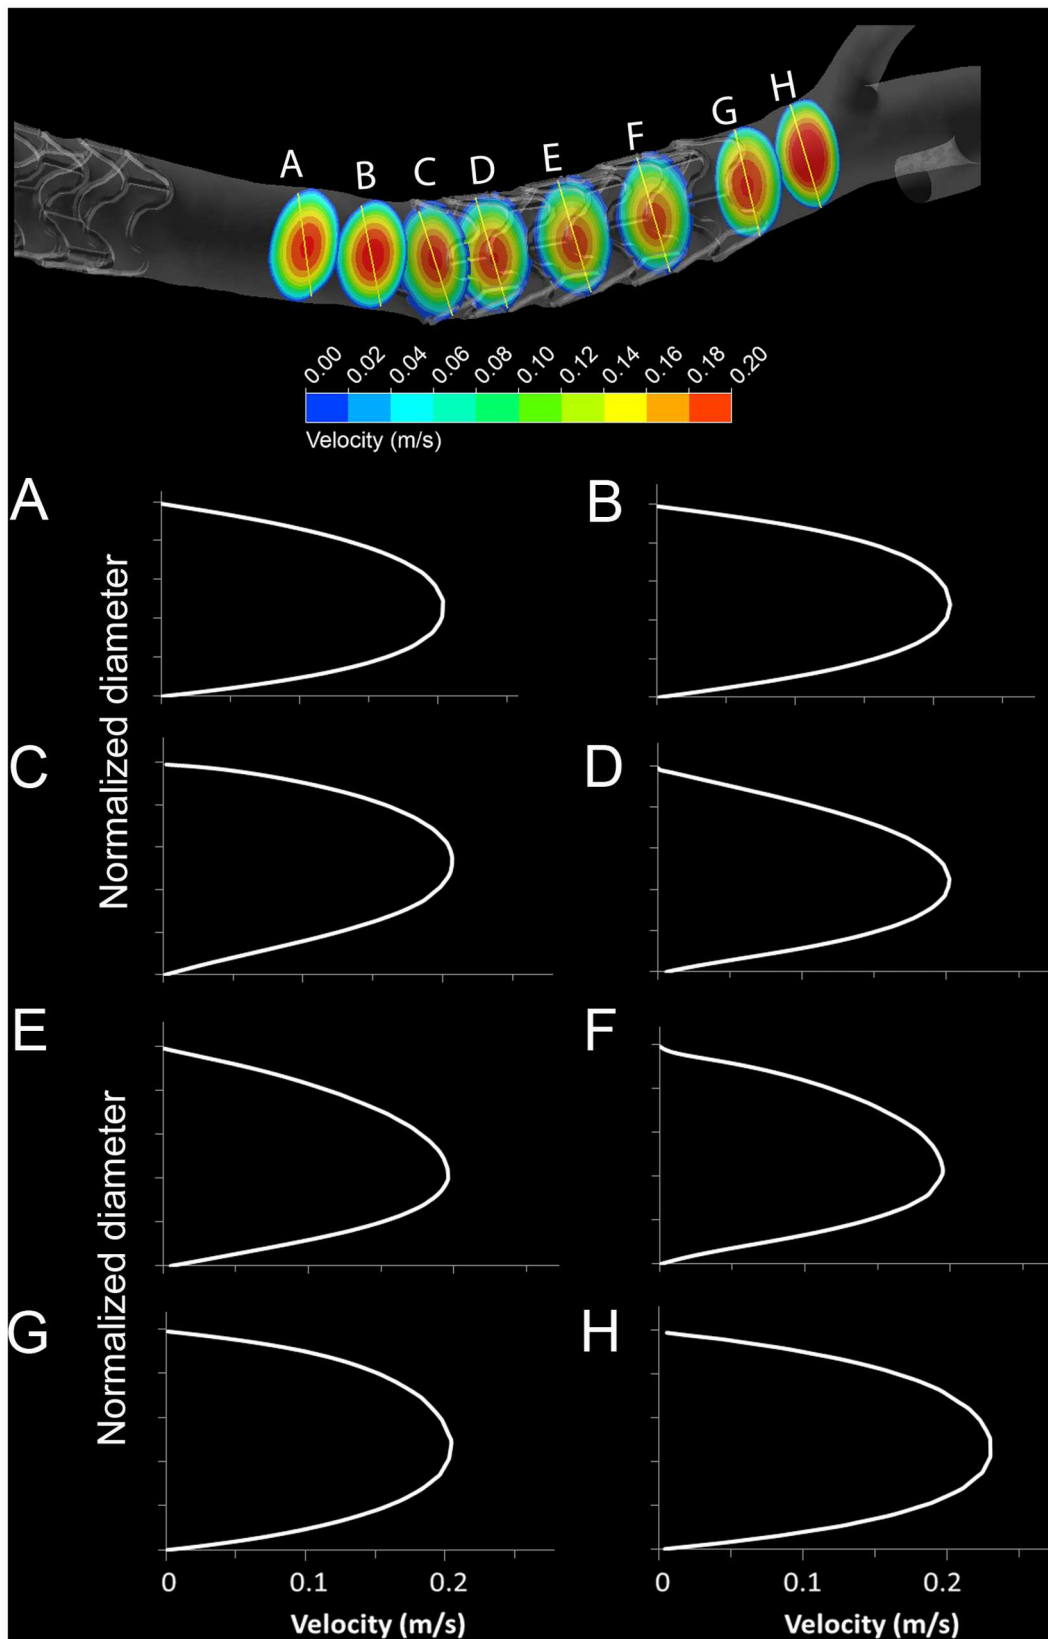 A B C D E F G H
0.00 0.02 0.04 0.06 0.08 0.10 0.12 0.14 0.16 0.18 0.20
Velocity (m/s)
A B
Normalized diameter
C D
E F
Normalized diameter
G H
0 0.1 0.2 0 0.1 0.2
Velocity (m/s) Velocity (m/s)